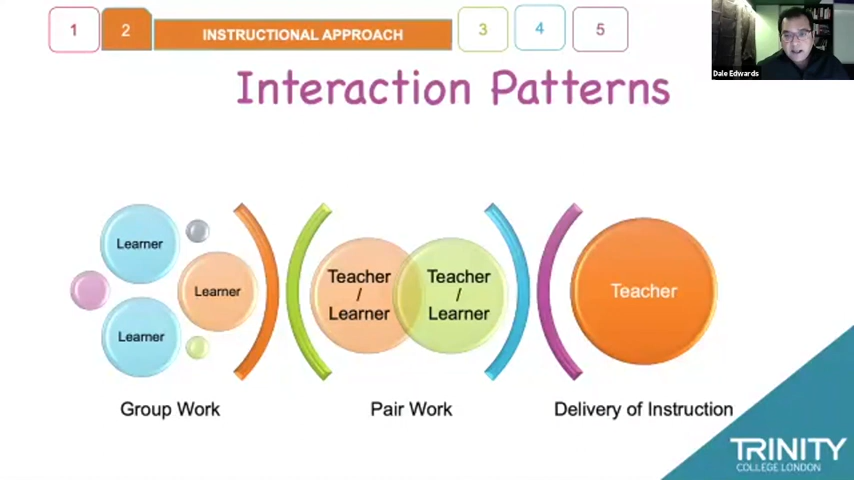 1
2
INSTRUCTIONAL APPROACH
3
4
5
Dale Edwards
Interaction Patterns
Learner
Learner
Learner
Teacher
/
Learner
Teacher
/
Learner
Teacher
Group Work
Pair Work
Delivery of Instruction
TRINITY
COLLEGE LONDON